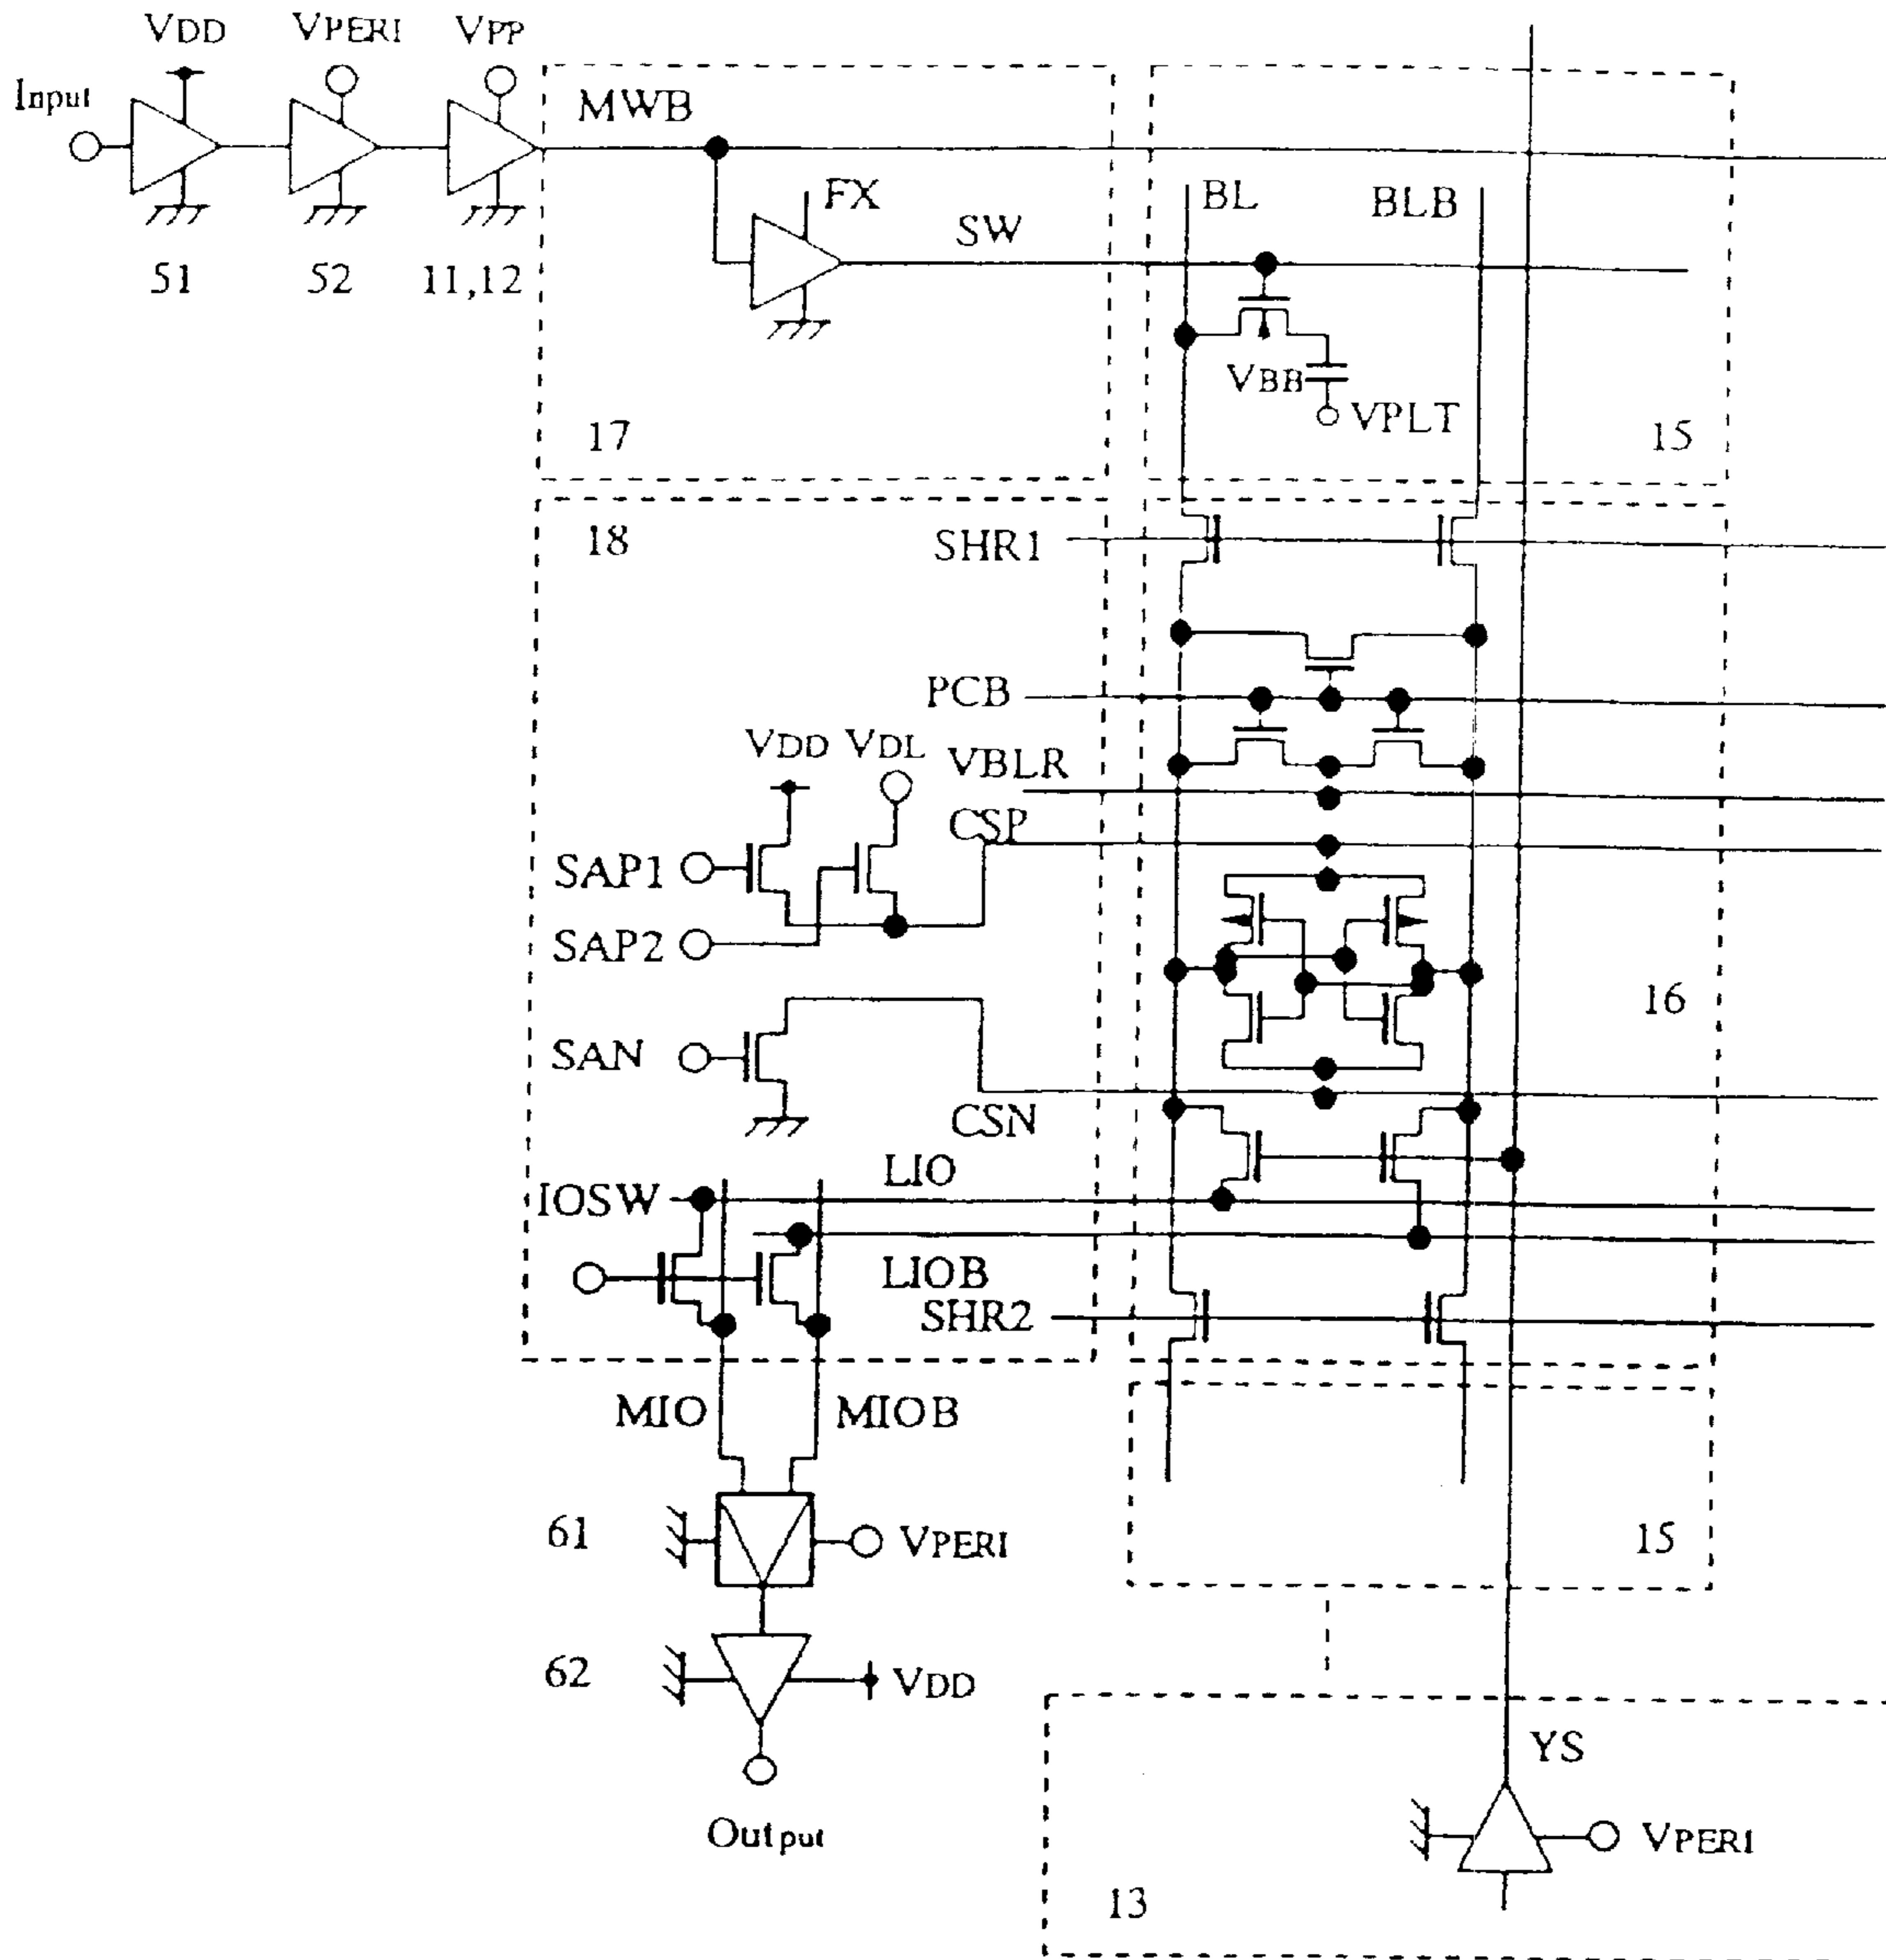 VDD VPERI VPP
Input
MWB
FX
SW
BL
BLB
51
52
11,12
VBB
VPLT
17
15
18
SHR1
PCB
VDD VDL
VBLR
CSP
SAP1
SAP2
16
SAN
CSN
LIO
IOSW
LIOB
SHR2
MIO
MIOB
61
VPERI
15
62
VDD
YS
Output
VPERI
13